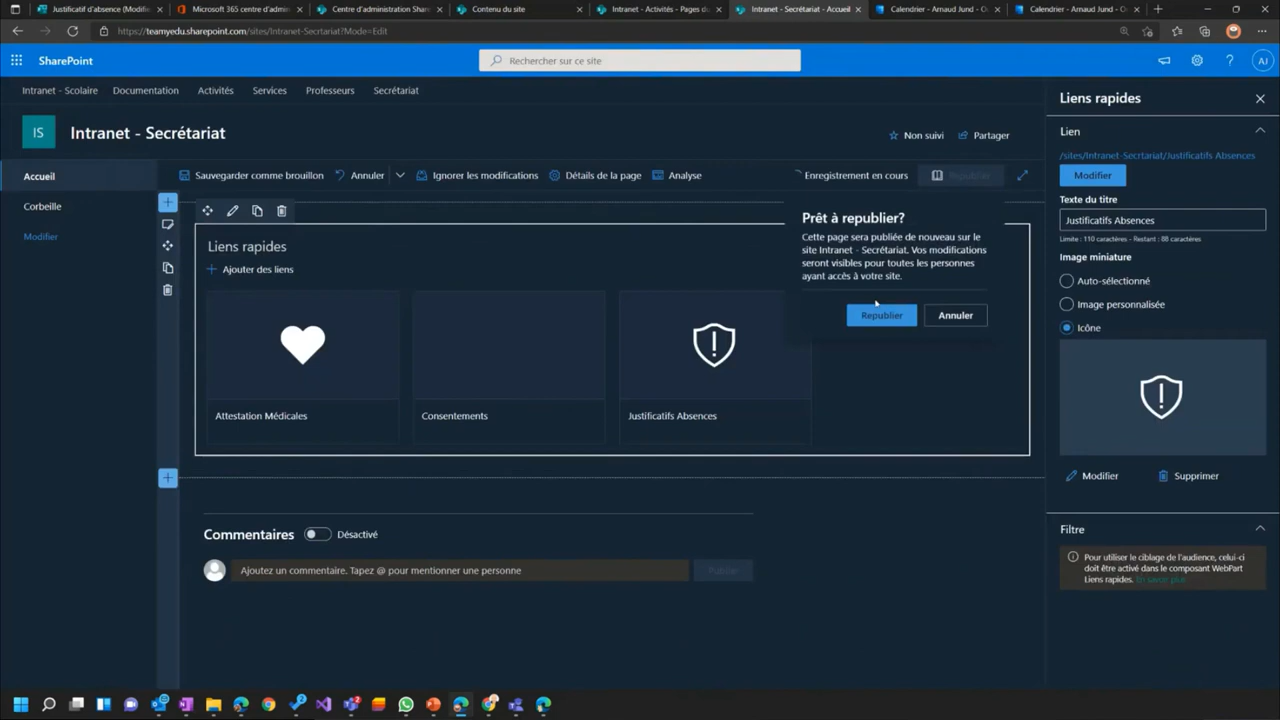 Justificatif d'absence (Modifie
Microsoft 365 centre d'admi
Centre d'administration Shar
Contenu du site
Intranet - Activités - Pages du
Intranet - Secrétariat - Accueil
Calendrier - Arnaud Jund - O
Calendrier - Arnaud Jund - O
https://teamyedu.sharepoint.com/sites/Intranet-Secrtariat?Mode=Edit
SharePoint
Rechercher sur ce site
AJ
Intranet - Scolaire
Documentation
Activités
Services
Professeurs
Secrétariat
IS
Intranet - Secrétariat
Non suivi
Partager
Accueil
Corbeille
Modifier
Sauvegarder comme brouillon
Annuler
Ignorer les modifications
Détails de la page
Analyse
Enregistrement en cours
Republier
Liens rapides
Ajouter des liens
Attestation Médicales
Consentements
Justificatifs Absences
Prêt à republier?
Cette page sera publiée de nouveau sur le
site Intranet - Secrétariat. Vos modifications
seront visibles pour toutes les personnes
ayant accès à votre site.
Republier
Annuler
Commentaires
Désactivé
Ajoutez un commentaire. Tapez @ pour mentionner une personne
Publier
Liens rapides
Lien
/sites/Intranet-Secrtariat/Justificatifs Absences
Modifier
Texte du titre
Justificatifs Absences
Limite : 110 caractères - Restant : 88 caractères
Image miniature
Auto-sélectionné
Image personnalisée
Icône
Modifier
Supprimer
Filtre
Pour utiliser le ciblage de l'audience, celui-ci
doit être activé dans le composant WebPart
Liens rapides. En savoir plus